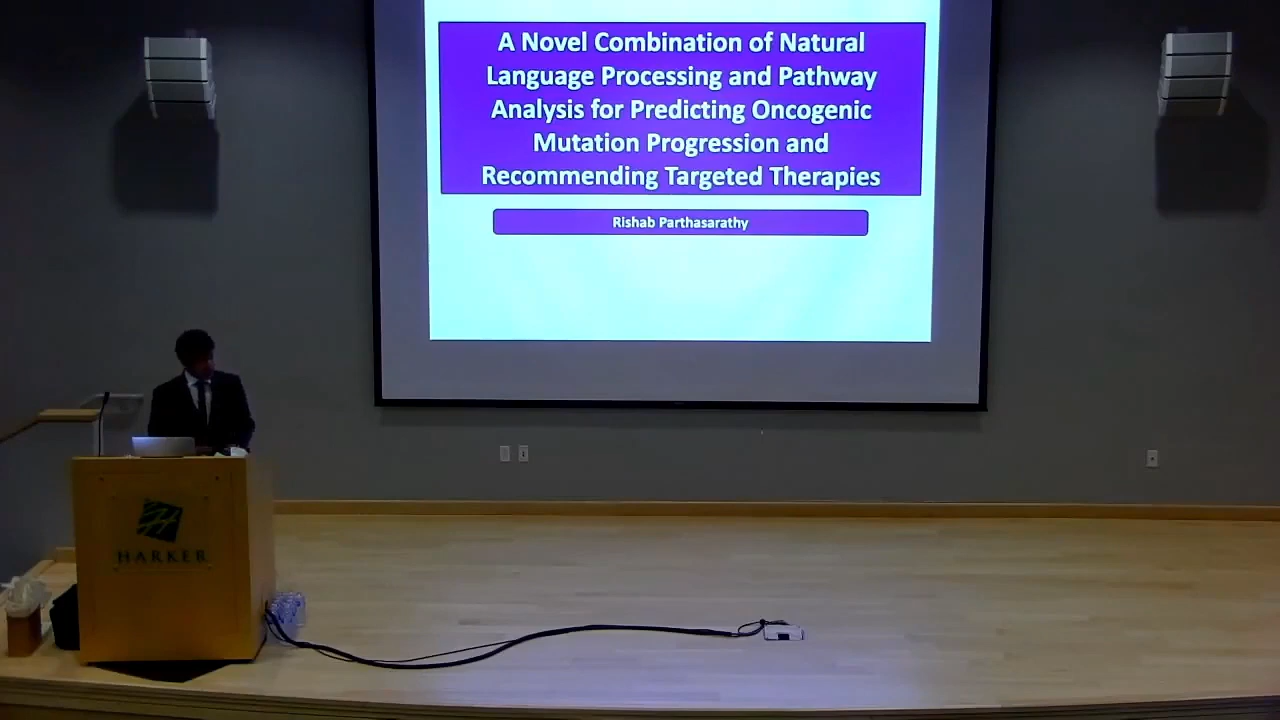 A Novel Combination of Natural
Language Processing and Pathway
Analysis for Predicting Oncogenic
Mutation Progression and
Recommending Targeted Therapies
Rishab Parthasarathy
HARKER